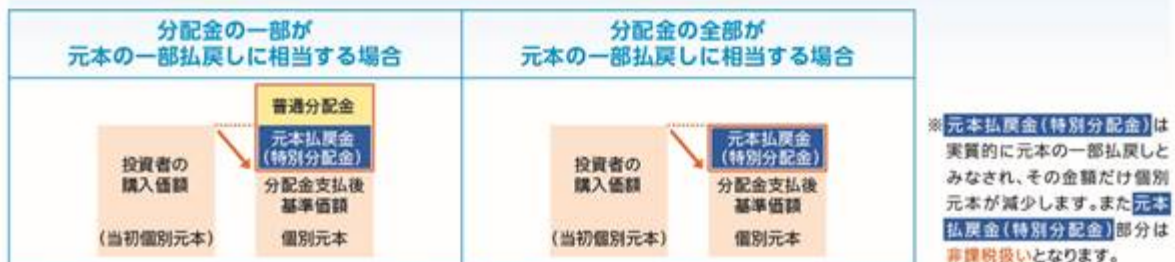 分配金の一部が
元本の一部払戻しに相当する場合
分配金の全部が
元本の一部払戻しに相当する場合
普通分配金
元本払戻金
(特別分配金)
投資者の
購入価額
(当初個別元本)
分配金支払後
基準価額
個別元本
元本払戻金
(特別分配金)
投資者の
購入価額
(当初個別元本)
分配金支払後
基準価額
個別元本
※元本払戻金(特別分配金)は
実質的に元本の一部払戻しと
みなされ、その金額だけ個別
元本が減少します。また元本
払戻金(特別分配金)部分は
非課税扱いとなります。